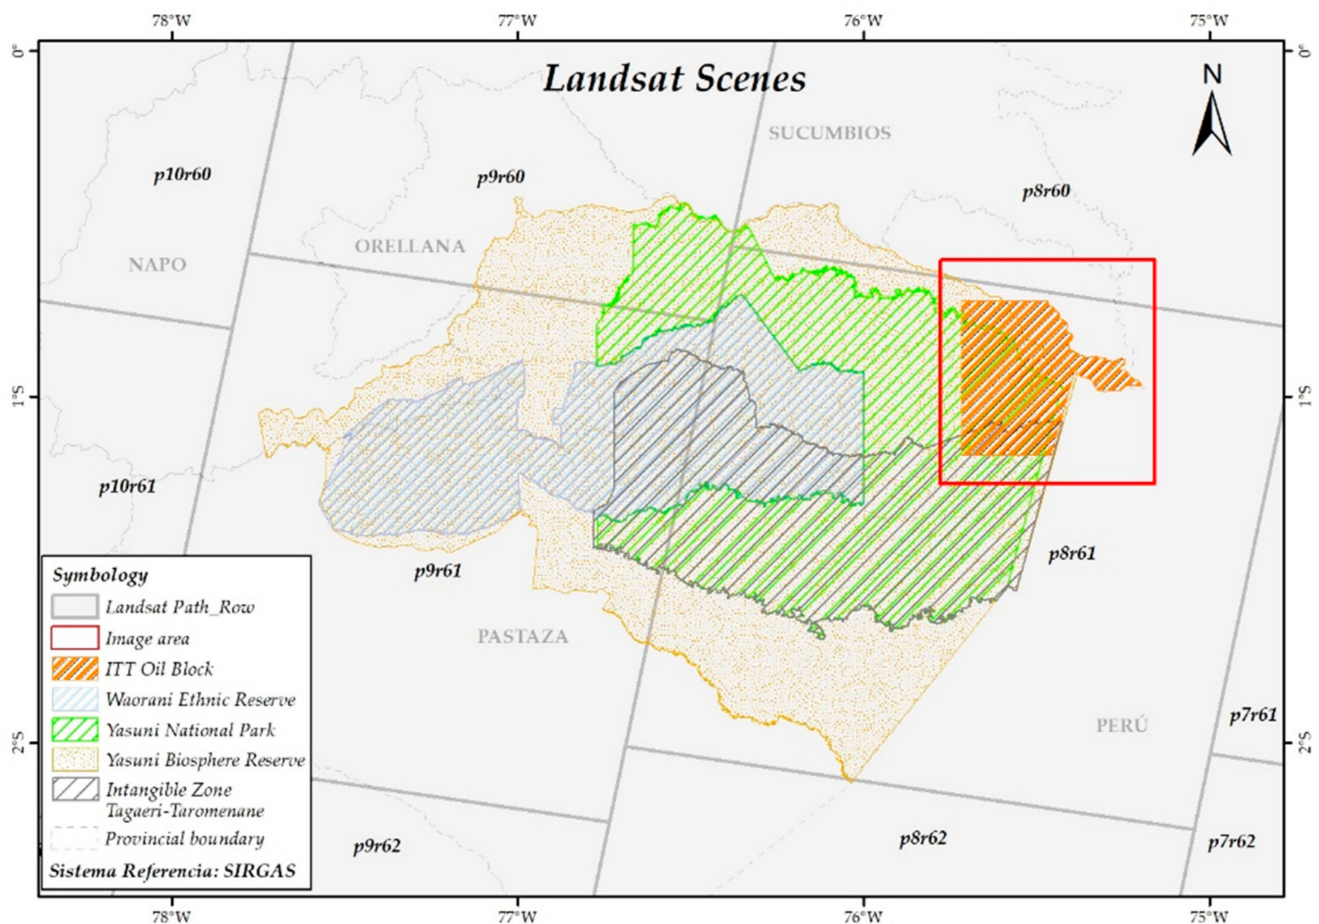 78°W 77°W 76°W 75°W
0° 0°
Landsat Scenes
N
SUCUMBIOS
p10r60 p9r60 p8r60
ORELLANA
NAPO
1°S 1°S
p10r61
p9r61 p8r61
PASTAZA
PERÚ
p7r61
2°S 2°S
p9r62 p8r62 p7r62
Symbology
Landsat Path_Row
Image area
ITT Oil Block
Waorani Ethnic Reserve
Yasuni National Park
Yasuni Biosphere Reserve
Intangible Zone
Tagaeri-Taromenane
Provincial boundary
Sistema Referencia: SIRGAS
78°W 77°W 76°W 75°W